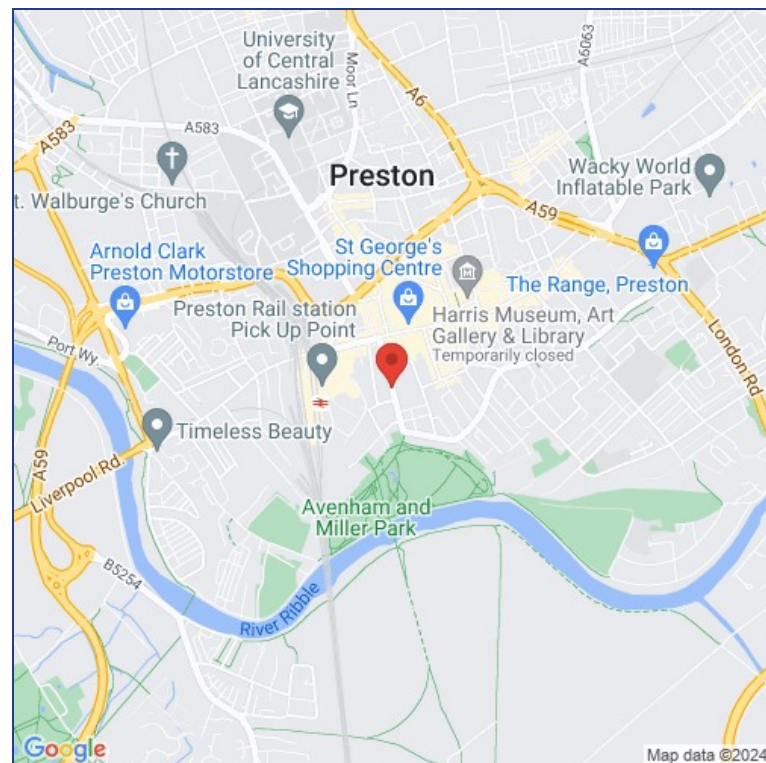 University
of Central
Lancashire
Moor Ln
A6
A6063
A583
A583
Preston
Wacky World
Inflatable Park
t. Walburge's Church
A59
Arnold Clark
Preston Motorstore
St George's
Shopping Centre
The Range, Preston
Preston Rail station
Pick Up Point
Harris Museum, Art
Gallery & Library
Temporarily closed
Port Wy.
London Rd
Timeless Beauty
A59
Liverpool Rd.
Avenham and
Miller Park
B5254
River Ribble
Google
Map data ©2024